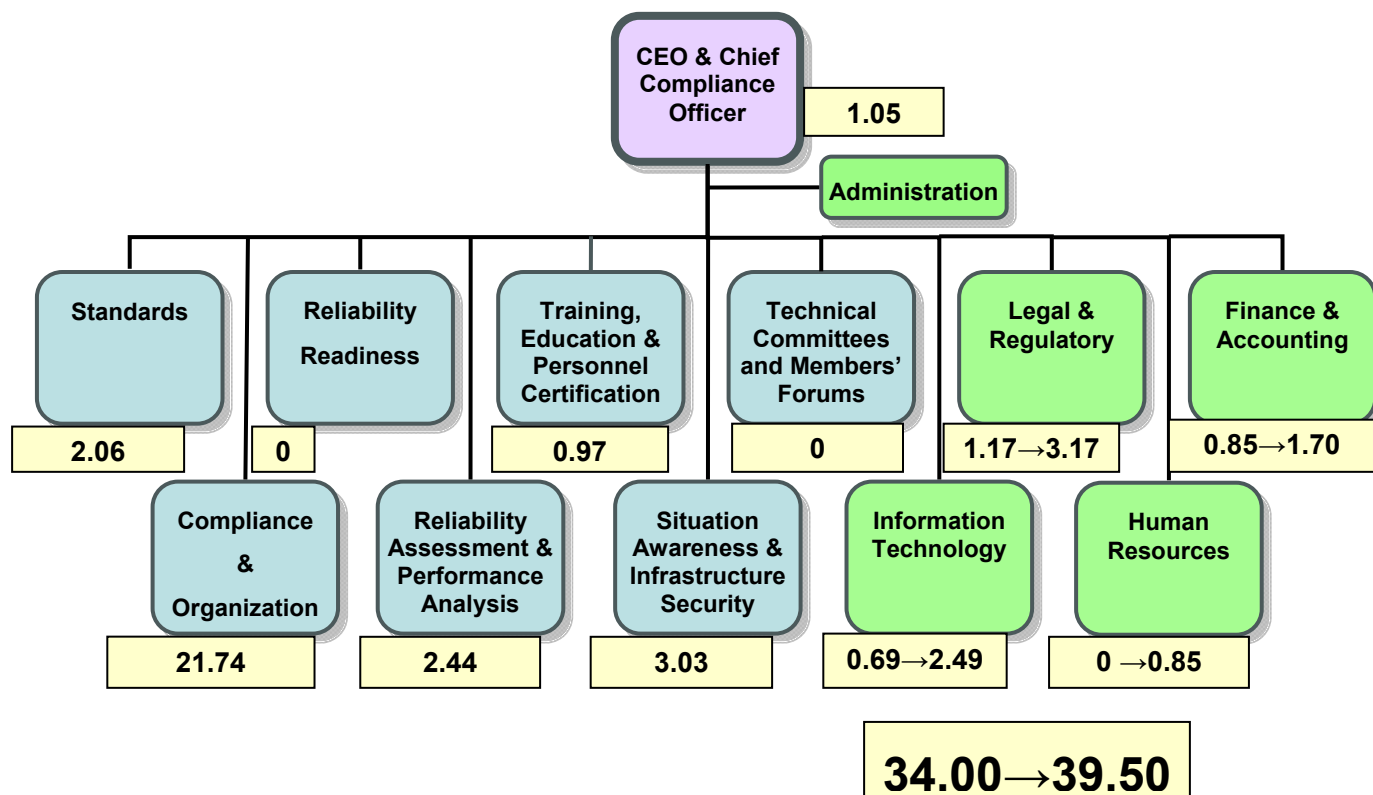 CEO & Chief
Compliance
Officer
1.05
Administration
Standards
2.06
Reliability
Readiness
0
Training,
Education &
Personnel
Certification
0.97
Technical
Committees
and Members’
Forums
0
Legal &
Regulatory
1.17→3.17
Finance &
Accounting
0.85→1.70
Compliance
&
Organization
21.74
Reliability
Assessment &
Performance
Analysis
2.44
Situation
Awareness &
Infrastructure
Security
3.03
Information
Technology
0.69→2.49
Human
Resources
0 →0.85
34.00→39.50